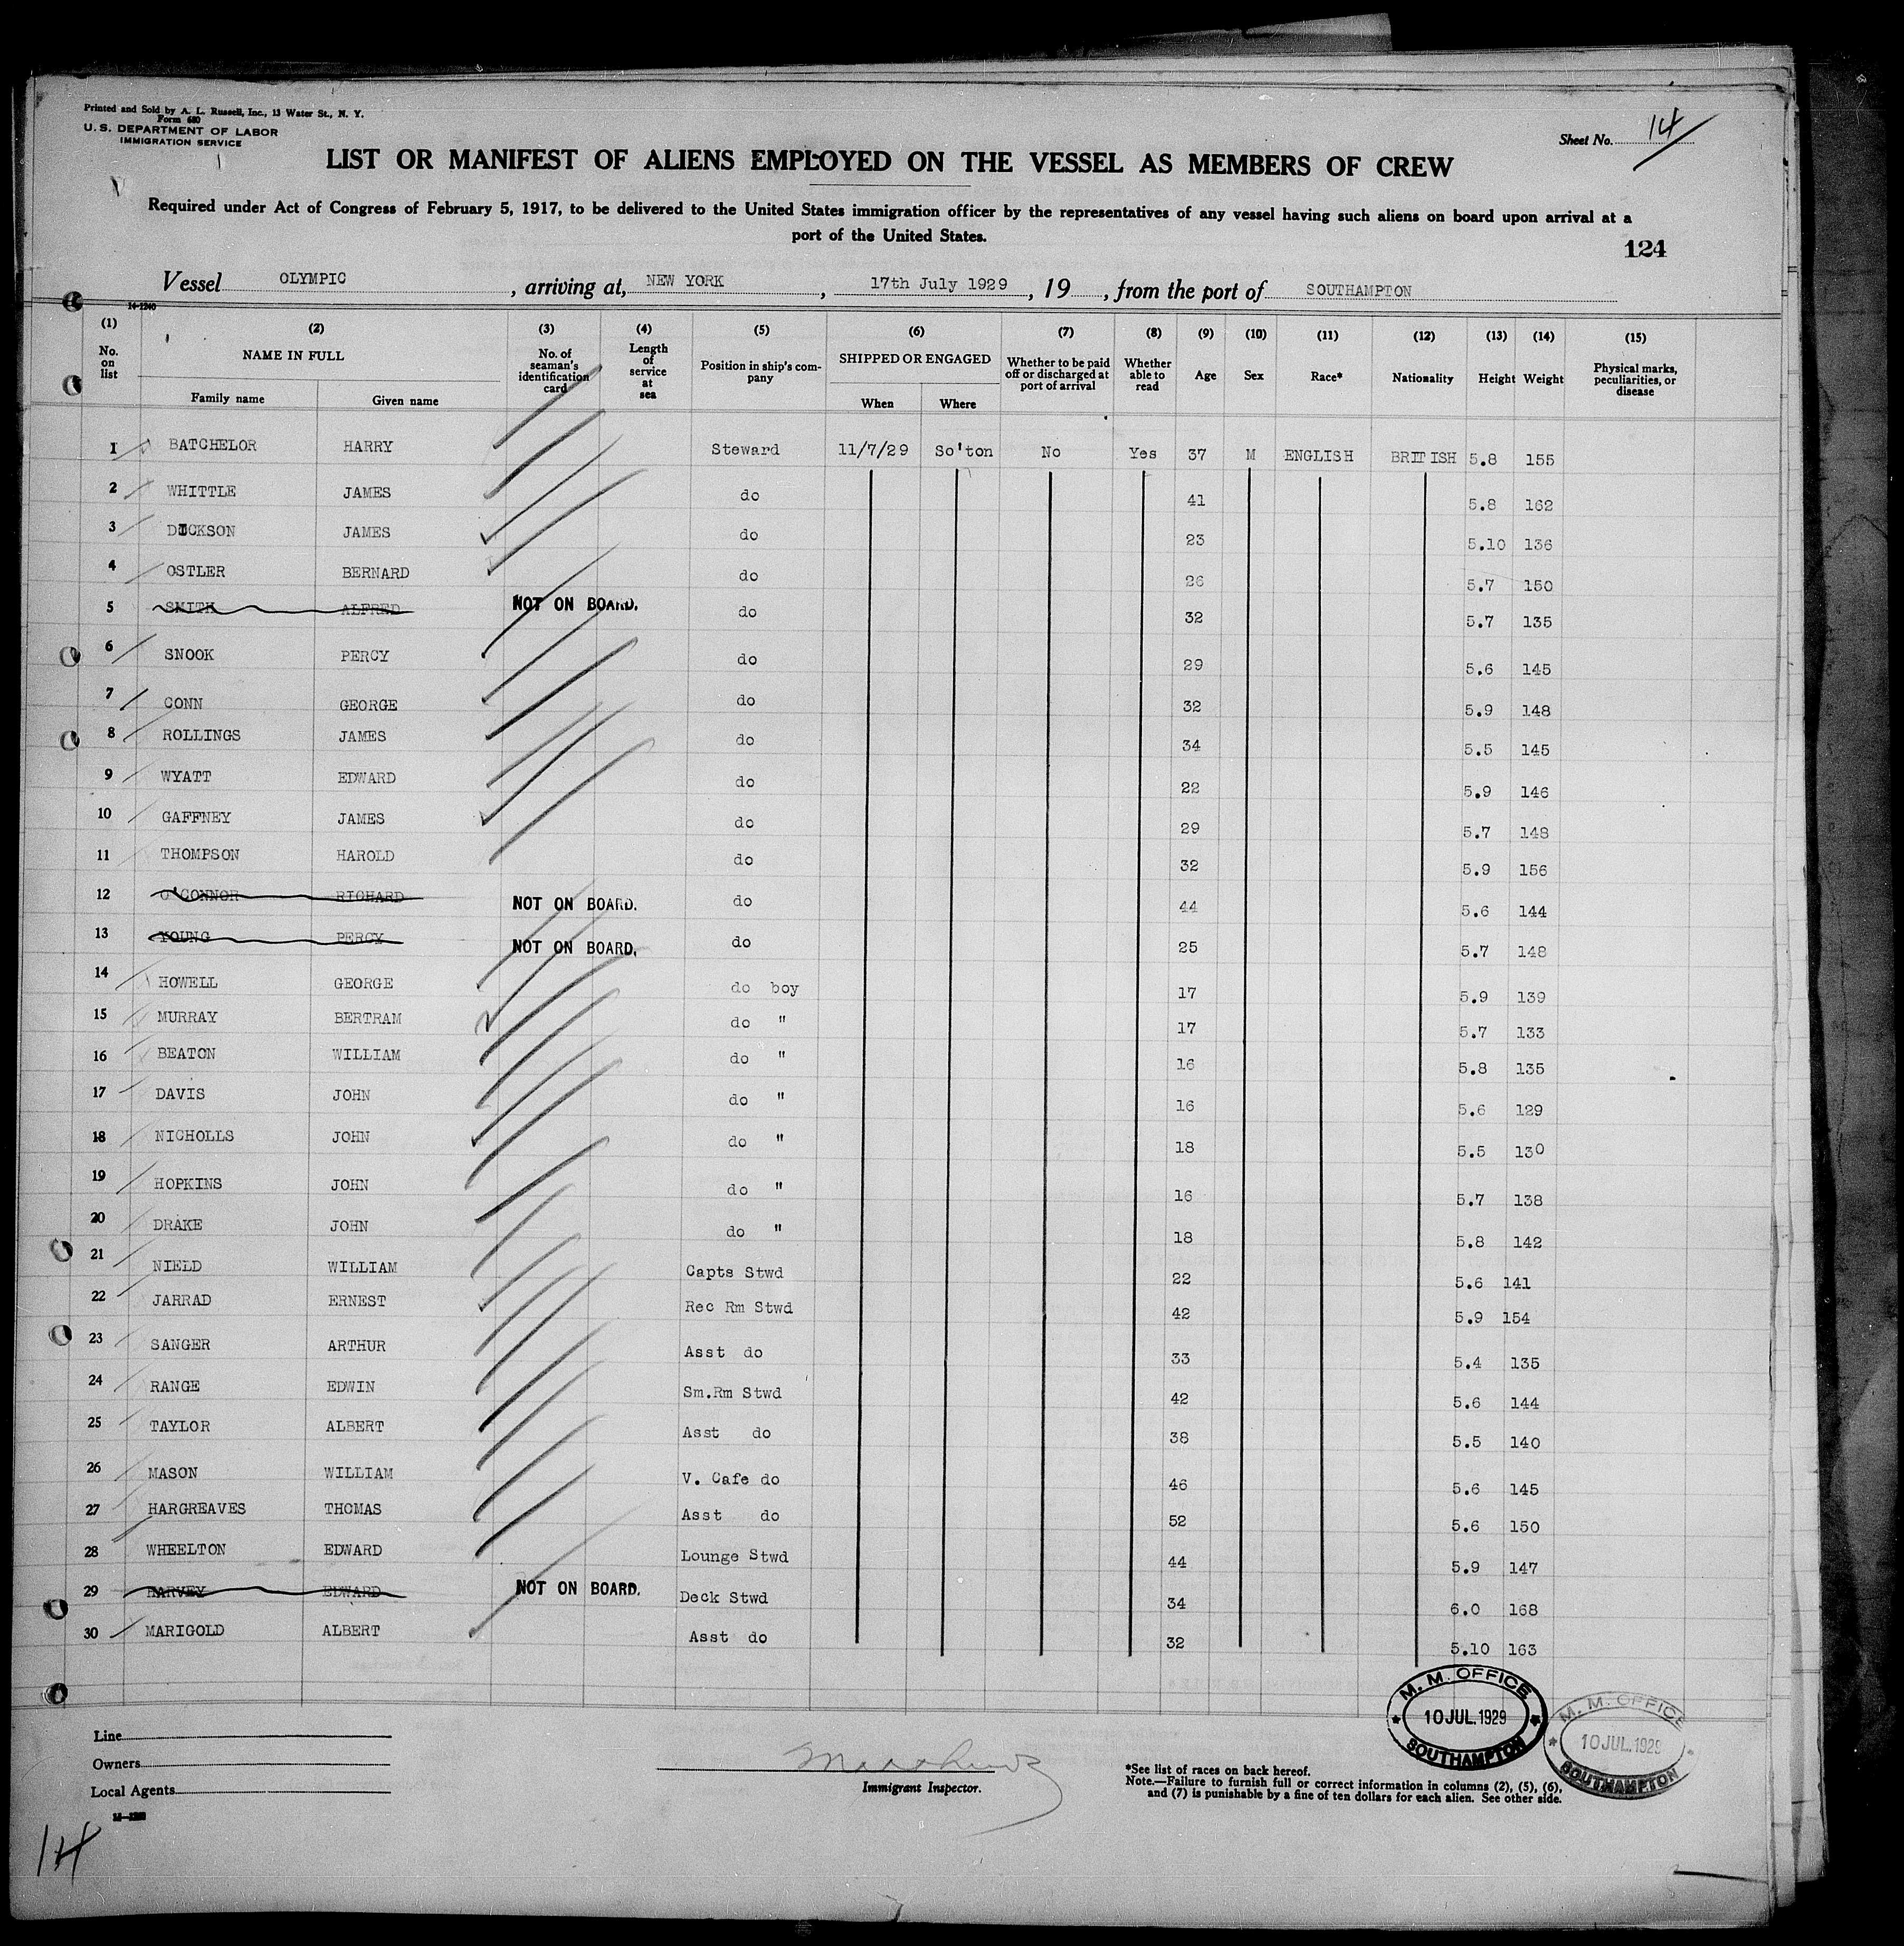 Printed and Sold by A. L. Russell, Inc., 13 Water St., N. Y.
Form 680
U. S. DEPARTMENT OF LABOR
IMMIGRATION SERVICE
Sheet No. 14
LIST OR MANIFEST OF ALIENS EMPLOYED ON THE VESSEL AS MEMBERS OF CREW
Required under Act of Congress of February 5, 1917, to be delivered to the United States immigration officer by the representatives of any vessel having such aliens on board upon arrival at a
port of the United States.
124
Vessel OLYMPIC , arriving at, NEW YORK , 17th July 1929 , 19 , from the port of SOUTHAMPTON
14-1240
(1) (2) (3) (4) (5) (6) (7) (8) (9) (10) (11) (12) (13) (14) (15)
No. on list NAME IN FULL No. of seaman's identification card Length of service at sea Position in ship's company SHIPPED OR ENGAGED Whether to be paid off or discharged at port of arrival Whether able to read Age Sex Race* Nationality Height Weight Physical marks, peculiarities, or disease
Family name Given name When Where
1 BATCHELOR HARRY Steward 11/7/29 So'ton No Yes 37 M ENGLISH BRITISH 5.8 155
2 WHITTLE JAMES do 41 5.8 162
3 DICKSON JAMES do 23 5.10 136
4 OSTLER BERNARD do 26 5.7 150
5 SMITH ALFRED NOT ON BOARD. do 32 5.7 135
6 SNOOK PERCY do 29 5.6 145
7 CONN GEORGE do 32 5.9 148
8 ROLLINGS JAMES do 34 5.5 145
9 WYATT EDWARD do 22 5.9 146
10 GAFFNEY JAMES do 29 5.7 148
11 THOMPSON HAROLD do 32 5.9 156
12 O'CONNOR RICHARD NOT ON BOARD. do 44 5.6 144
13 YOUNG PERCY NOT ON BOARD. do 25 5.7 148
14 HOWELL GEORGE do boy 17 5.9 139
15 MURRAY BERTRAM do " 17 5.7 133
16 BEATON WILLIAM do " 16 5.8 135
17 DAVIS JOHN do " 16 5.6 129
18 NICHOLLS JOHN do " 18 5.5 130
19 HOPKINS JOHN do " 16 5.7 138
20 DRAKE JOHN do " 18 5.8 142
21 NIELD WILLIAM Capts Stwd 22 5.6 141
22 JARRAD ERNEST Rec Rm Stwd 42 5.9 154
23 SANGER ARTHUR Asst do 33 5.4 135
24 RANGE EDWIN Sm.Rm Stwd 42 5.6 144
25 TAYLOR ALBERT Asst do 38 5.5 140
26 MASON WILLIAM V. Cafe do 46 5.6 145
27 HARGREAVES THOMAS Asst do 52 5.6 150
28 WHEELTON EDWARD Lounge Stwd 44 5.9 147
29 HARVEY EDWARD NOT ON BOARD. Deck Stwd 34 6.0 168
30 MARIGOLD ALBERT Asst do 32 5.10 163
M. M. OFFICE
10 JUL. 1929
SOUTHAMPTON
M. M. OFFICE
10 JUL. 1929
SOUTHAMPTON
Line
Owners
Local Agents
Immigrant Inspector.
*See list of races on back hereof.
Note.—Failure to furnish full or correct information in columns (2), (5), (6),
and (7) is punishable by a fine of ten dollars for each alien. See other side.
14